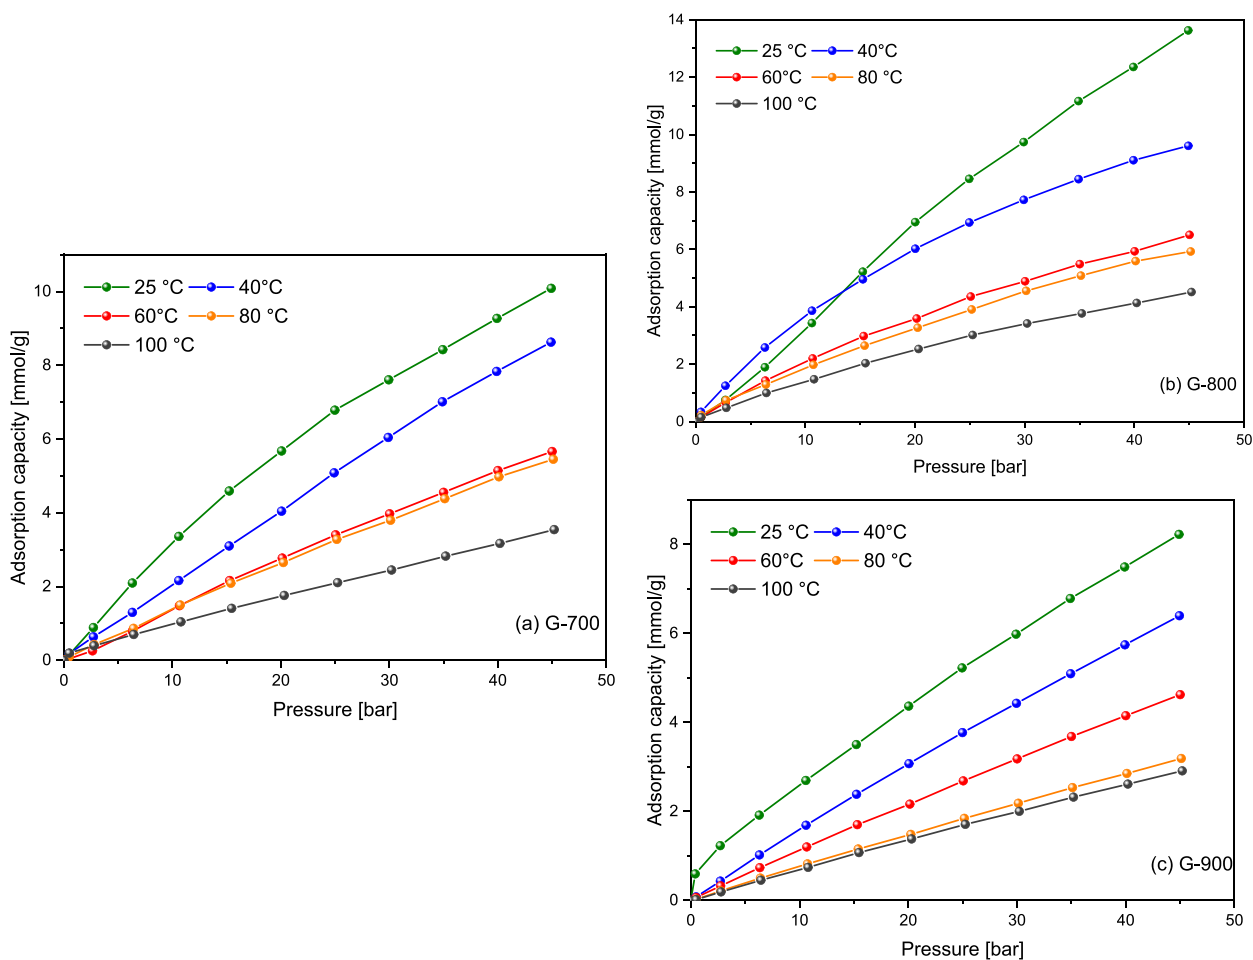 10
8
6
4
2
0
0 10 20 30 40 50
Adsorption capacity [mmol/g]
Pressure [bar]
25 °C 40°C
60°C 80 °C
100 °C
(a) G-700
14
12
10
8
6
4
2
0
0 10 20 30 40 50
Adsorption capacity [mmol/g]
Pressure [bar]
25 °C 40°C
60°C 80 °C
100 °C
(b) G-800
8
6
4
2
0
0 10 20 30 40 50
Adsorption capacity [mmol/g]
Pressure [bar]
25 °C 40°C
60°C 80 °C
100 °C
(c) G-900